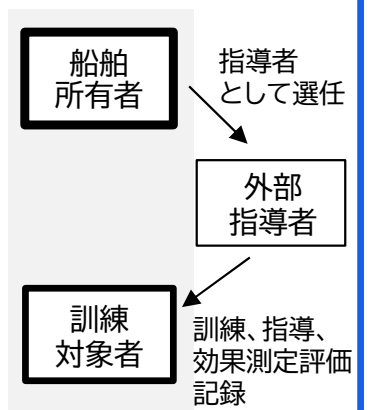 船舶
所有者
指導者
として選任
外部
指導者
訓練
対象者
訓練、指導、
効果測定評価
記録